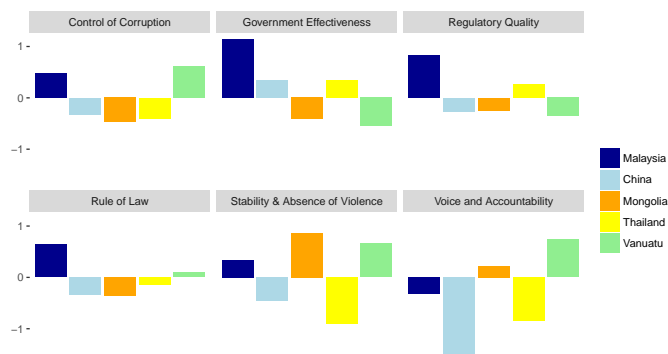 Control of Corruption
Government Effectiveness
Regulatory Quality
1
0
−1
Malaysia
China
Mongolia
Thailand
Vanuatu
Rule of Law
Stability & Absence of Violence
Voice and Accountability
1
0
−1